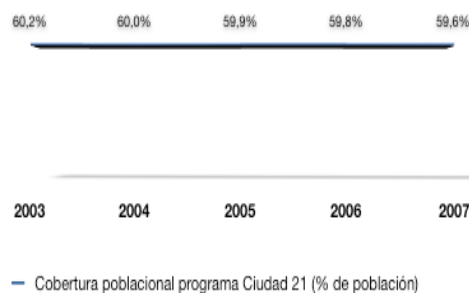 60,2% 60,0% 59,9% 59,8% 59,6%
2003 2004 2005 2006 2007
Cobertura poblacional programa Ciudad 21 (% de población)